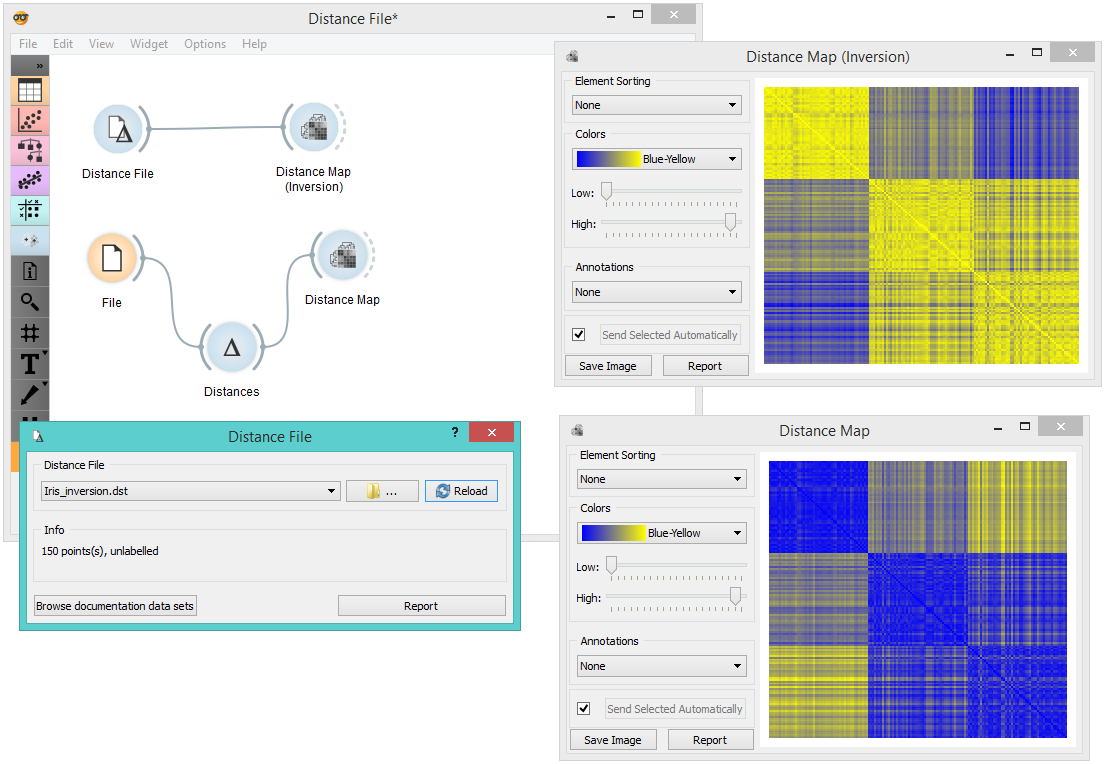 Distance File*
File Edit View Widget Options Help
»
Distance File
Distance Map
(Inversion)
File
Distance Map
Δ
Distances
T
Distance File
?
Distance File
Iris_inversion.dst
...
Reload
Info
150 points(s), unlabelled
Browse documentation data sets
Report
Distance Map (Inversion)
Element Sorting
None
Colors
Blue-Yellow
Low:
High:
Annotations
None
Send Selected Automatically
Save Image
Report
Distance Map
Element Sorting
None
Colors
Blue-Yellow
Low:
High:
Annotations
None
Send Selected Automatically
Save Image
Report